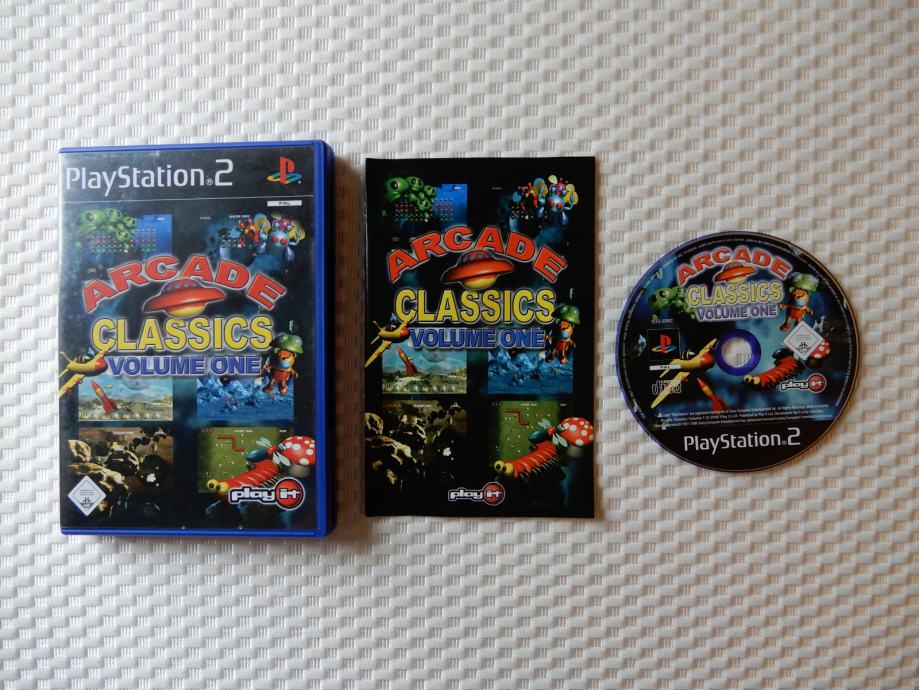 PlayStation®2
PAL
ARCADE
CLASSICS
VOLUME ONE
play it
ARCADE
CLASSICS
VOLUME ONE
play it
ARCADE
CLASSICS
VOLUME ONE
PAL
play it
PlayStation®2